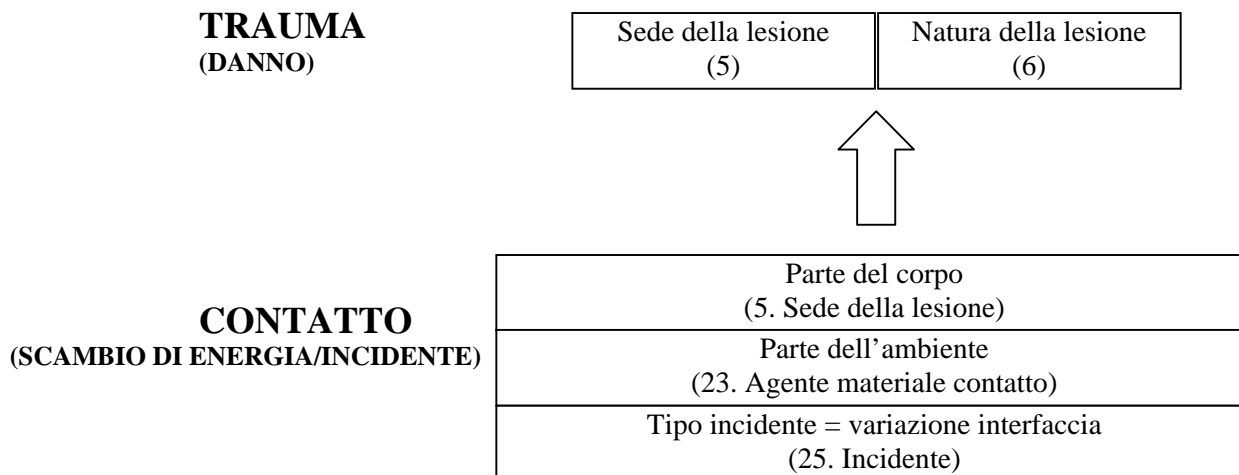 TRAUMA
(DANNO)
Sede della lesione
(5)
Natura della lesione
(6)
CONTATTO
(SCAMBIO DI ENERGIA/INCIDENTE)
Parte del corpo
(5. Sede della lesione)
Parte dell’ambiente
(23. Agente materiale contatto)
Tipo incidente = variazione interfaccia
(25. Incidente)